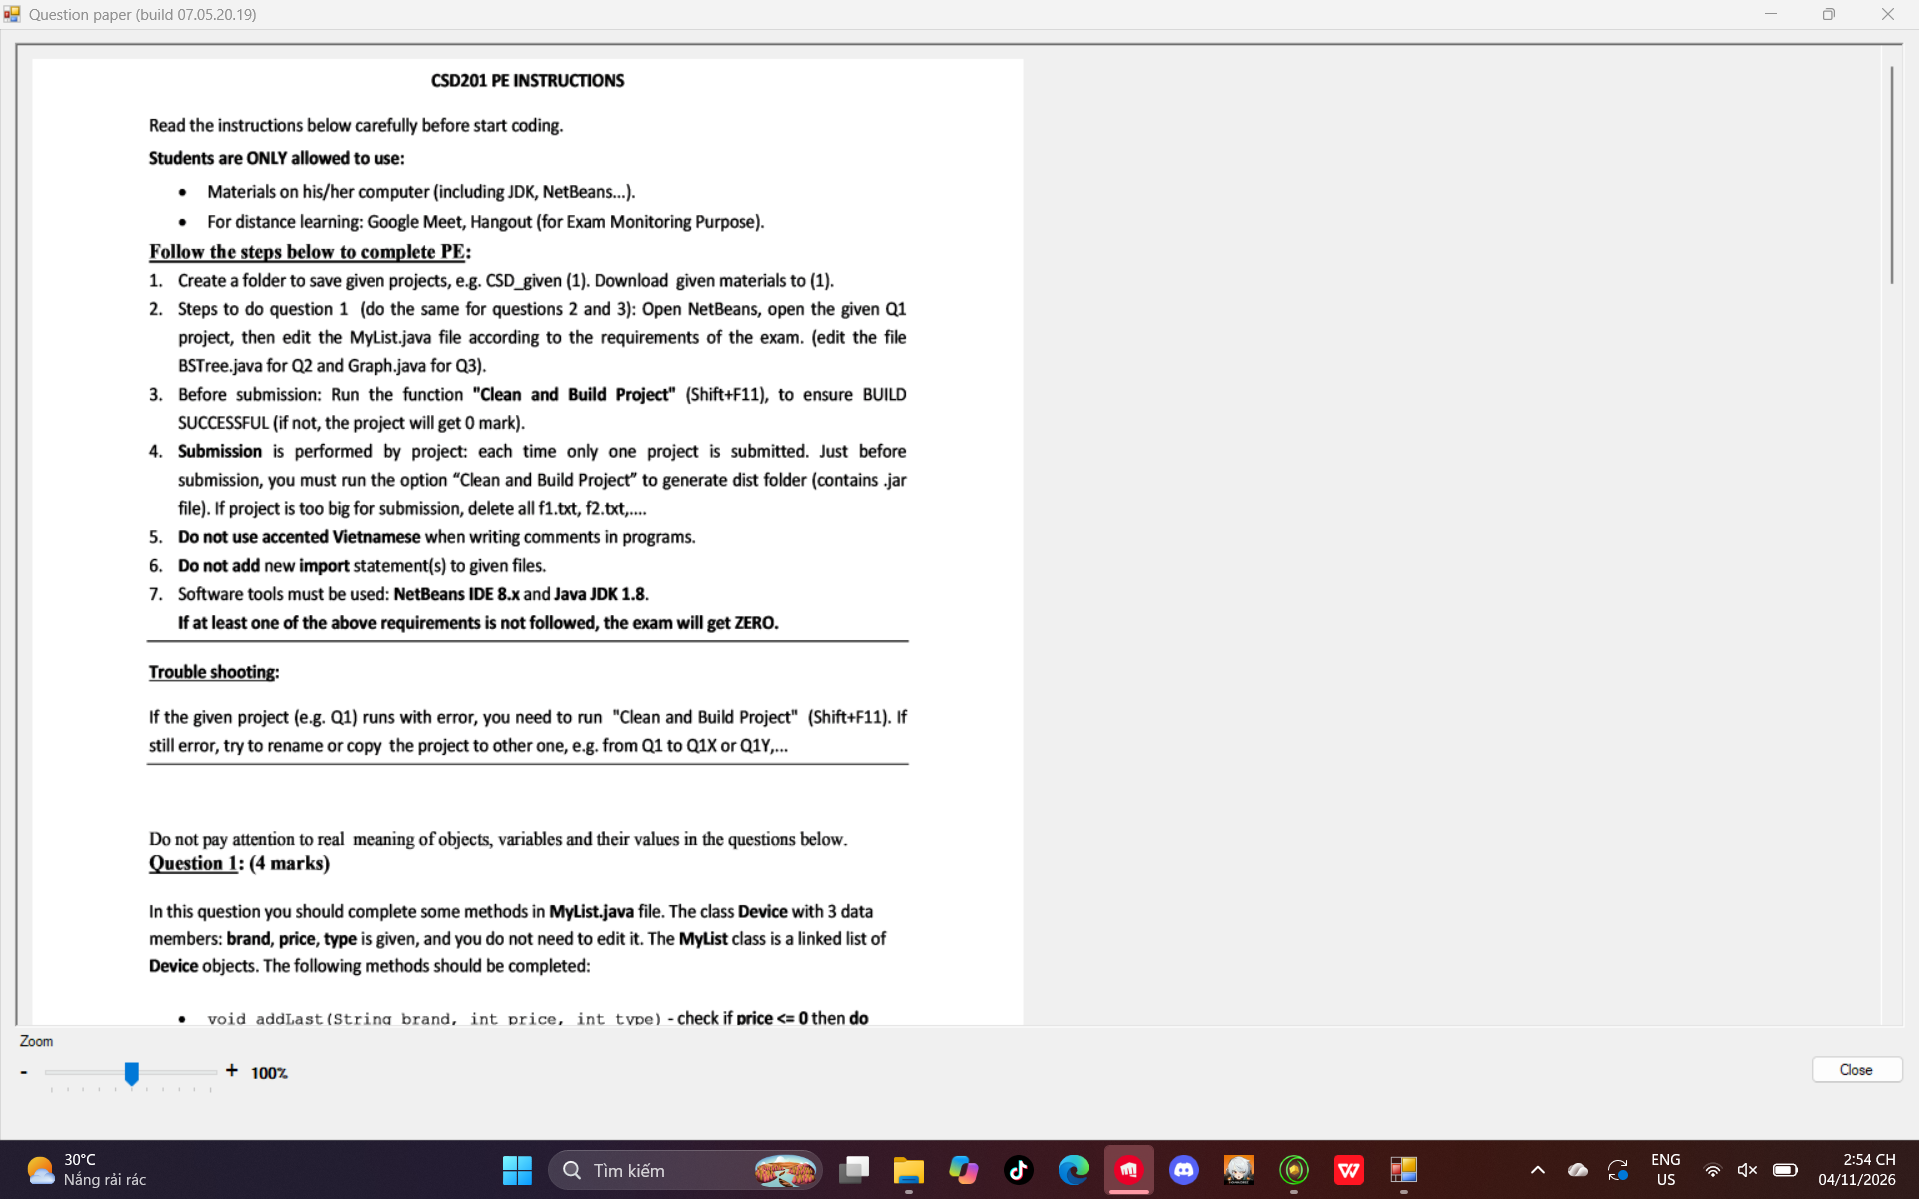 Question paper (build 07.05.20.19)
CSD201 PE INSTRUCTIONS
Read the instructions below carefully before start coding.
Students are ONLY allowed to use:
• Materials on his/her computer (including JDK, NetBeans...).
• For distance learning: Google Meet, Hangout (for Exam Monitoring Purpose).
Follow the steps below to complete PE:
1. Create a folder to save given projects, e.g. CSD_given (1). Download given materials to (1).
2. Steps to do question 1 (do the same for questions 2 and 3): Open NetBeans, open the given Q1
project, then edit the MyList.java file according to the requirements of the exam. (edit the file
BSTree.java for Q2 and Graph.java for Q3).
3. Before submission: Run the function "Clean and Build Project" (Shift+F11), to ensure BUILD
SUCCESSFUL (if not, the project will get 0 mark).
4. Submission is performed by project: each time only one project is submitted. Just before
submission, you must run the option “Clean and Build Project” to generate dist folder (contains .jar
file). If project is too big for submission, delete all f1.txt, f2.txt,....
5. Do not use accented Vietnamese when writing comments in programs.
6. Do not add new import statement(s) to given files.
7. Software tools must be used: NetBeans IDE 8.x and Java JDK 1.8.
If at least one of the above requirements is not followed, the exam will get ZERO.
Trouble shooting:
If the given project (e.g. Q1) runs with error, you need to run "Clean and Build Project" (Shift+F11). If
still error, try to rename or copy the project to other one, e.g. from Q1 to Q1X or Q1Y,...
Do not pay attention to real meaning of objects, variables and their values in the questions below.
Question 1: (4 marks)
In this question you should complete some methods in MyList.java file. The class Device with 3 data
members: brand, price, type is given, and you do not need to edit it. The MyList class is a linked list of
Device objects. The following methods should be completed:
• void addLast(String brand, int price, int type) - check if price <= 0 then do
Zoom
- + 100%
Close
30°C
Nắng rải rác
Tìm kiếm
ENG
US
2:54 CH
04/11/2026